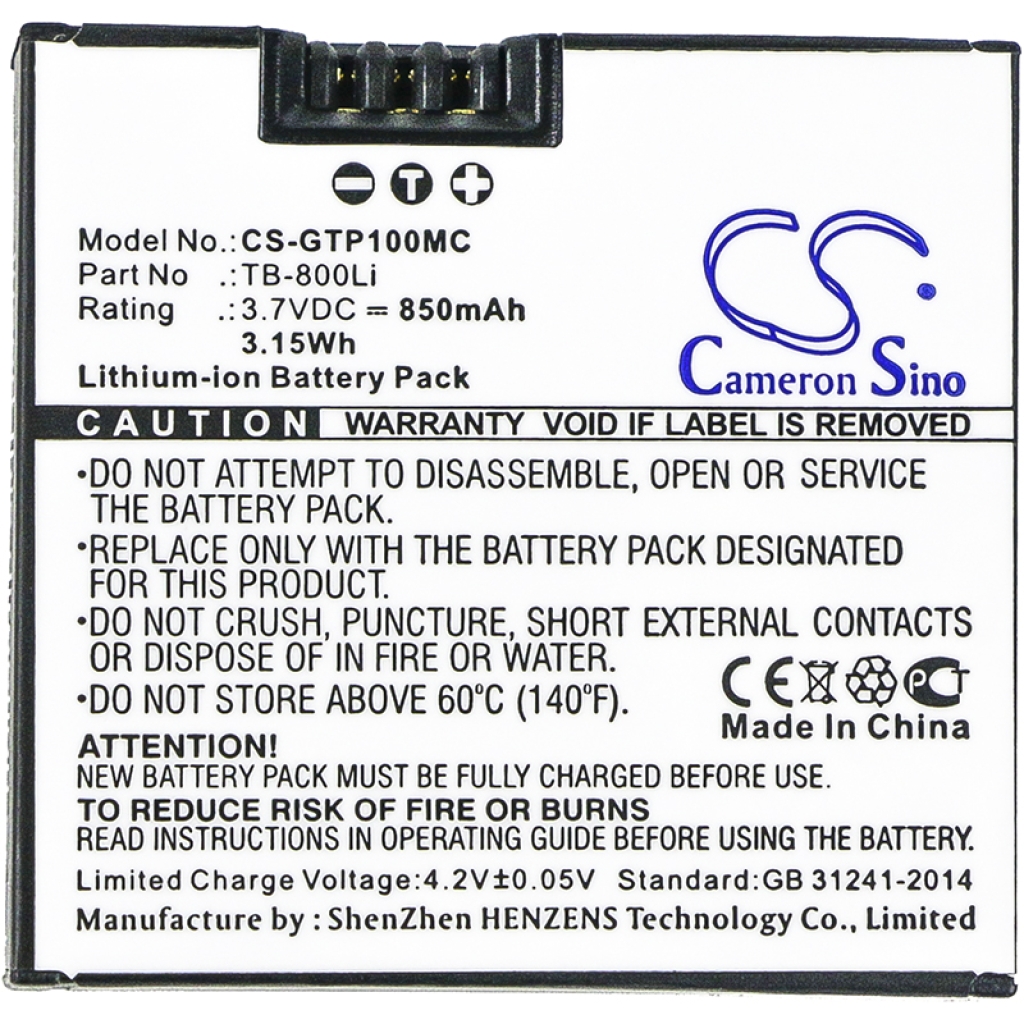 - T +
Model No.: CS-GTP100MC
Part No .: TB-800Li
Rating .: 3.7VDC = 850mAh
3.15Wh
Lithium-ion Battery Pack
CS
Cameron Sino
CAUTION WARRANTY VOID IF LABEL IS REMOVED
•DO NOT ATTEMPT TO DISASSEMBLE, OPEN OR SERVICE
THE BATTERY PACK.
•REPLACE ONLY WITH THE BATTERY PACK DESIGNATED
FOR THIS PRODUCT.
•DO NOT CRUSH, PUNCTURE, SHORT EXTERNAL CONTACTS
OR DISPOSE OF IN FIRE OR WATER.
•DO NOT STORE ABOVE 60ºC (140ºF).
CE PCT
Made In China
ATTENTION!
NEW BATTERY PACK MUST BE FULLY CHARGED BEFORE USE.
TO REDUCE RISK OF FIRE OR BURNS
READ INSTRUCTIONS IN OPERATING GUIDE BEFORE USING THE BATTERY.
Limited Charge Voltage:4.2V±0.05V Standard:GB 31241-2014
Manufacture by : ShenZhen HENZENS Technology Co., Limited